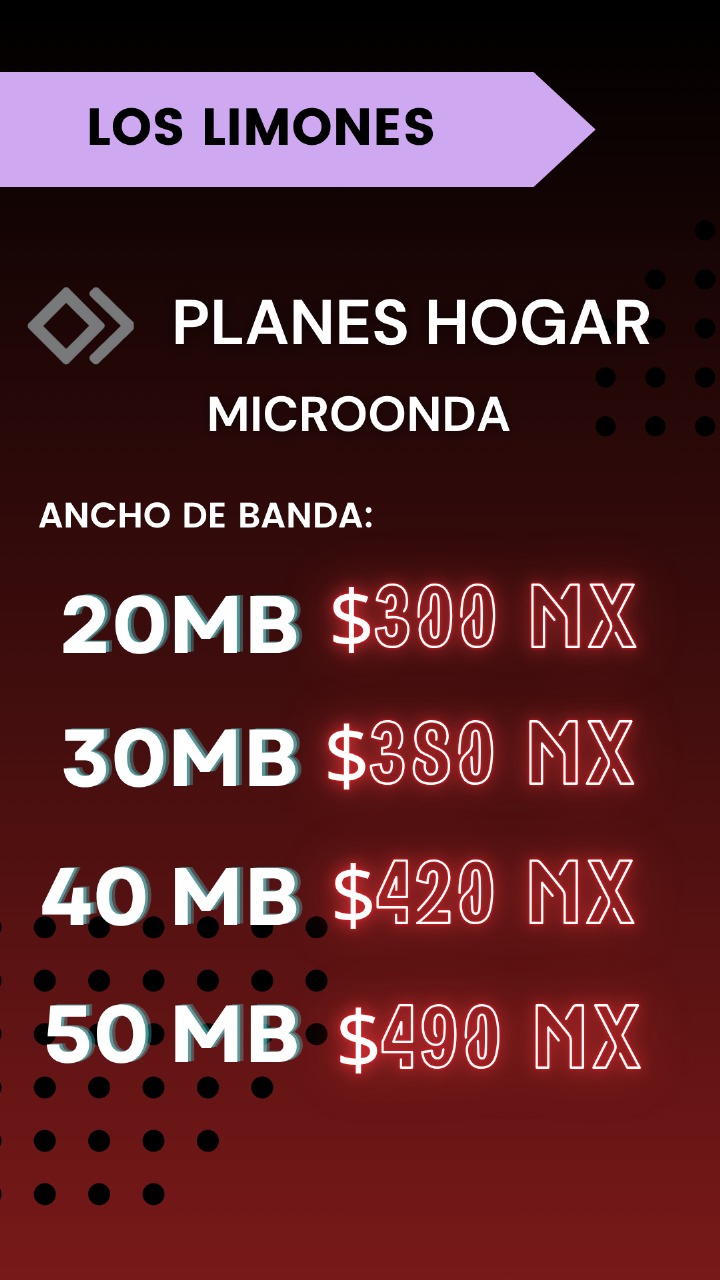 LOS LIMONES
PLANES HOGAR
MICROONDA
ANCHO DE BANDA:
20MB $300 MX
30MB $380 MX
40 MB $420 MX
50 MB $490 MX